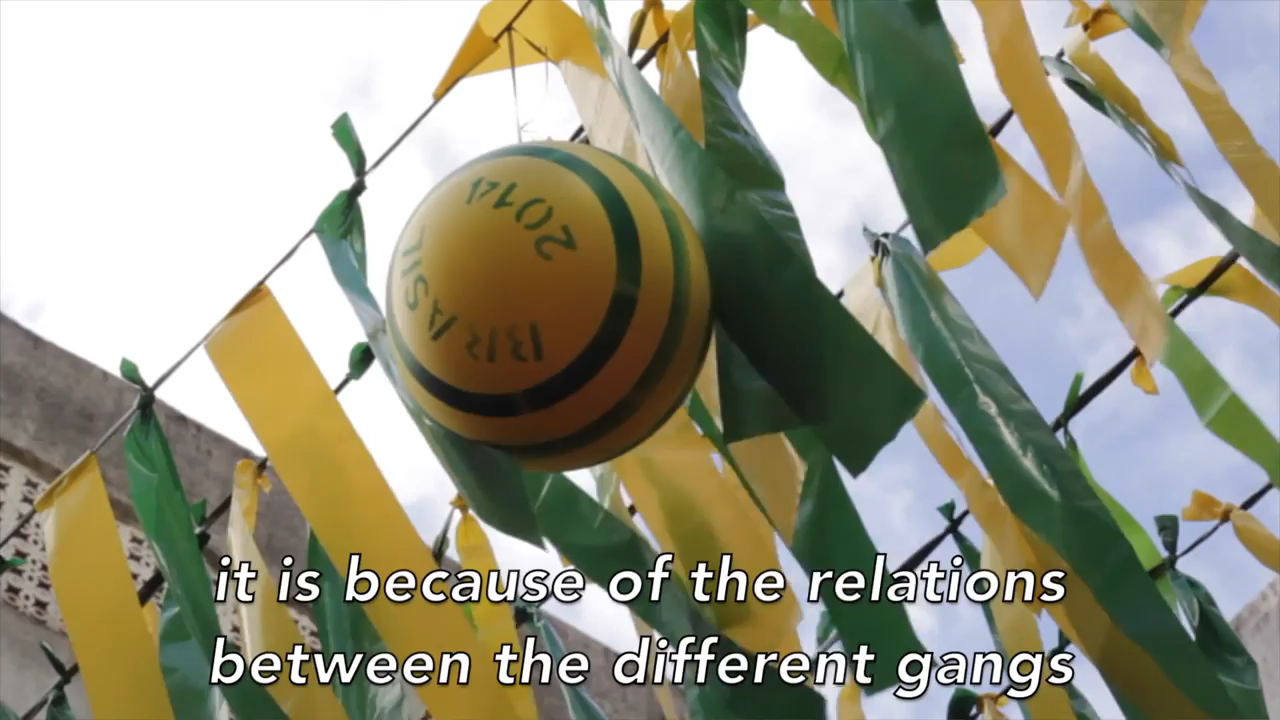 2014
BRASIL
it is because of the relations
between the different gangs